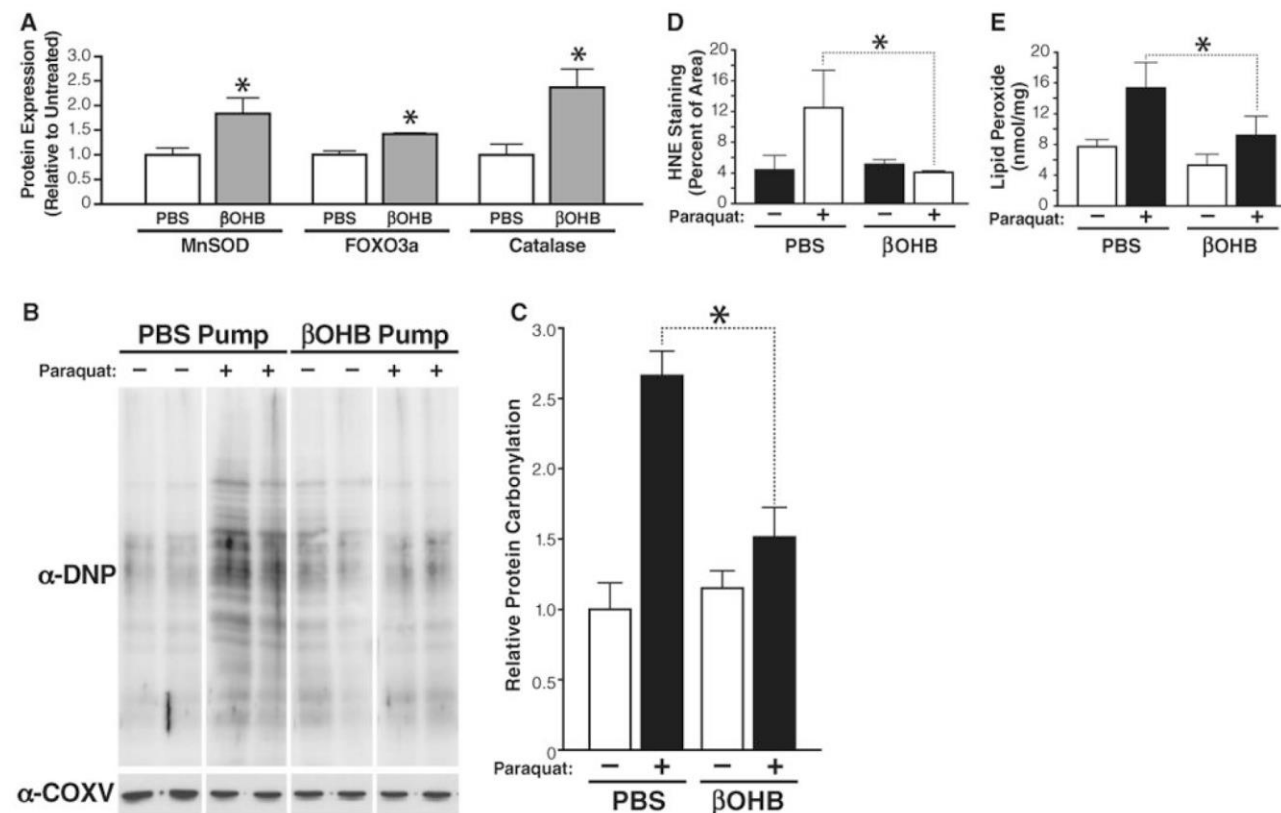 A
Protein Expression
(Relative to Untreated)
3.0
2.5
2.0
1.5
1.0
0.5
0
* * *
PBS βOHB PBS βOHB PBS βOHB
MnSOD FOXO3a Catalase
D
HNE Staining
(Percent of Area)
20
16
12
8
4
0
*
Paraquat: − + − +
PBS βOHB
E
Lipid Peroxide
(nmol/mg)
20
16
12
8
4
0
*
Paraquat: − + − +
PBS βOHB
B
PBS Pump βOHB Pump
Paraquat: − − + + − − + +
α-DNP
α-COXV
C
Relative Protein Carbonylation
3.0
2.5
2.0
1.5
1.0
0.5
0
*
Paraquat: − + − +
PBS βOHB